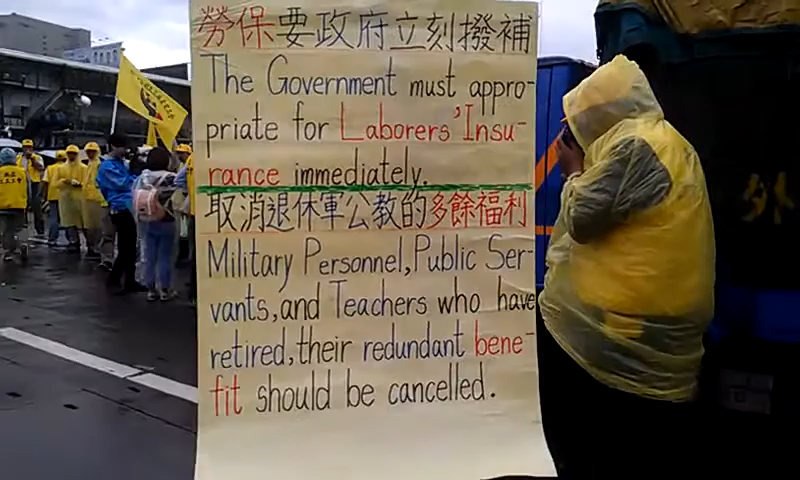 勞保要政府立刻撥補
The Government must appro-
priate for Laborers' Insu-
rance immediately.
取消退休軍公教的多餘福利
Military Personnel, Public Ser-
vants, and Teachers who have
retired, their redundant bene-
fit should be cancelled.
外